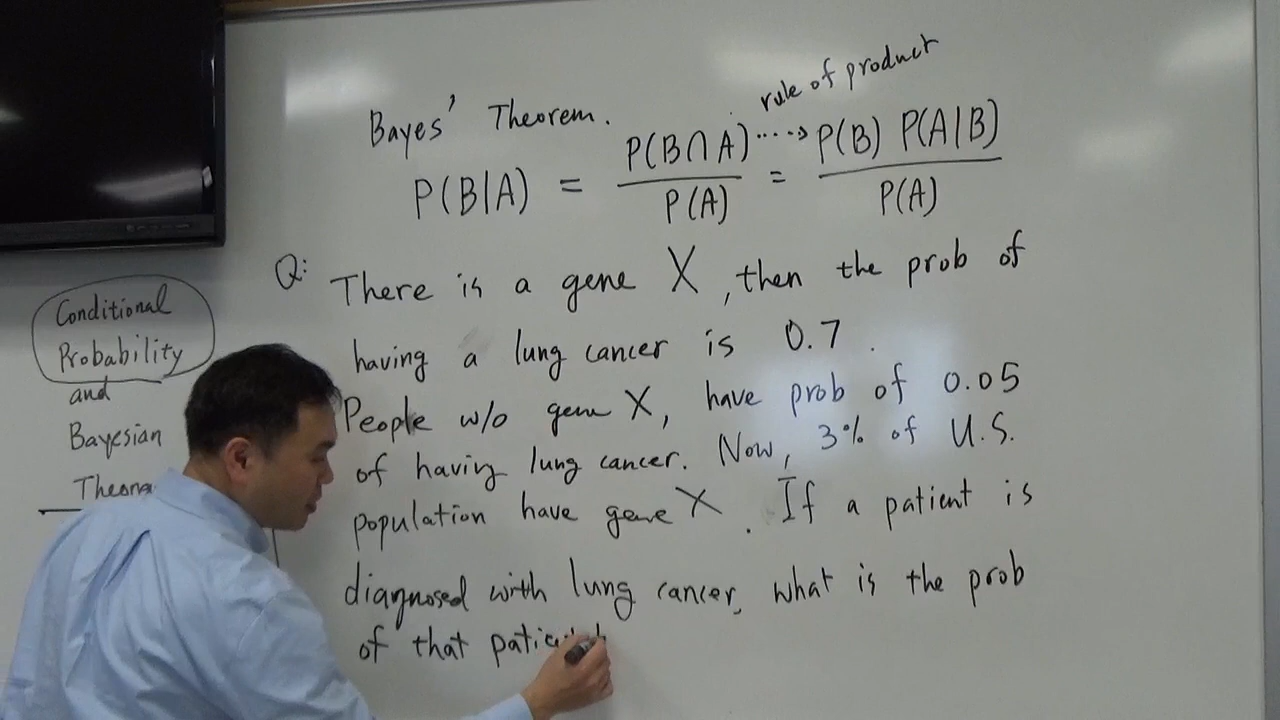 Bayes' Theorem.
rule of product
P(B|A) = P(B∩A) / P(A) = P(B) P(A|B) / P(A)
Q: There is a gene X, then the prob of
having a lung cancer is 0.7.
People w/o gene X, have prob of 0.05
of having lung cancer. Now, 3% of U.S.
population have gene X. If a patient is
diagnosed with lung cancer, what is the prob
of that
Conditional
Probability
and
Bayesian